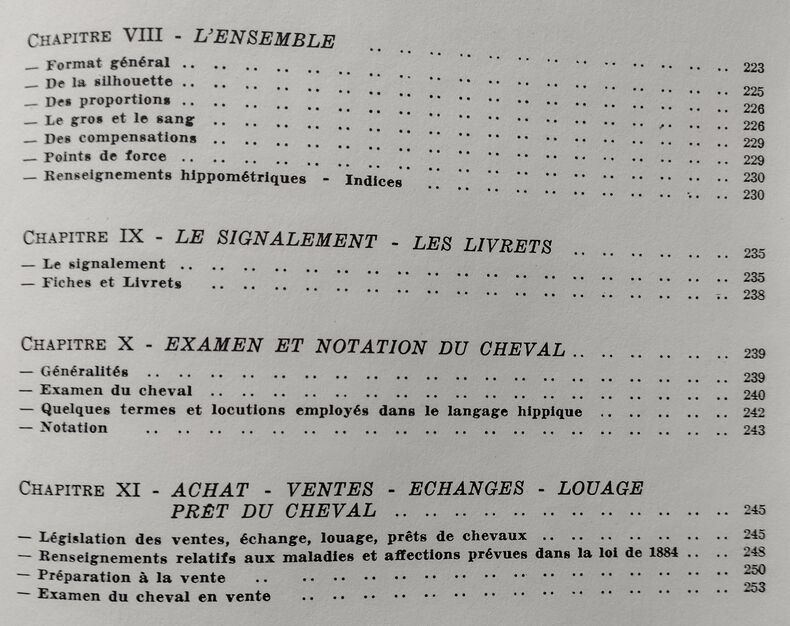 CHAPITRE VIII - L'ENSEMBLE .. .. .. .. .. .. .. .. .. .. .. .. .. 223
— Format général .. .. .. .. .. .. .. .. .. .. .. .. .. .. .. .. .. .. 225
— De la silhouette .. .. .. .. .. .. .. .. .. .. .. .. .. .. .. .. .. .. 226
— Des proportions .. .. .. .. .. .. .. .. .. .. .. .. .. .. .. .. .. .. 226
— Le gros et le sang .. .. .. .. .. .. .. .. .. .. .. .. .. .. .. .. .. 229
— Des compensations .. .. .. .. .. .. .. .. .. .. .. .. .. .. .. .. .. 229
— Points de force .. .. .. .. .. .. .. .. .. .. .. .. .. .. .. .. .. .. 230
— Renseignements hippométriques - Indices .. .. .. .. .. .. .. .. .. .. 230
CHAPITRE IX - LE SIGNALEMENT - LES LIVRETS .. .. .. .. .. 235
— Le signalement .. .. .. .. .. .. .. .. .. .. .. .. .. .. .. .. .. .. 235
— Fiches et Livrets .. .. .. .. .. .. .. .. .. .. .. .. .. .. .. .. .. 238
CHAPITRE X - EXAMEN ET NOTATION DU CHEVAL .. .. .. .. .. 239
— Généralités .. .. .. .. .. .. .. .. .. .. .. .. .. .. .. .. .. .. .. 239
— Examen du cheval .. .. .. .. .. .. .. .. .. .. .. .. .. .. .. .. .. 240
— Quelques termes et locutions employés dans le langage hippique .. .. .. .. 242
— Notation .. .. .. .. .. .. .. .. .. .. .. .. .. .. .. .. .. .. .. 243
CHAPITRE XI - ACHAT - VENTES - ECHANGES - LOUAGE
PRÊT DU CHEVAL .. .. .. .. .. .. .. .. .. .. .. 245
— Législation des ventes, échange, louage, prêts de chevaux .. .. .. .. .. .. 245
— Renseignements relatifs aux maladies et affections prévues dans la loi de 1884 .. .. 248
— Préparation à la vente .. .. .. .. .. .. .. .. .. .. .. .. .. .. .. 250
— Examen du cheval en vente .. .. .. .. .. .. .. .. .. .. .. .. .. .. 253